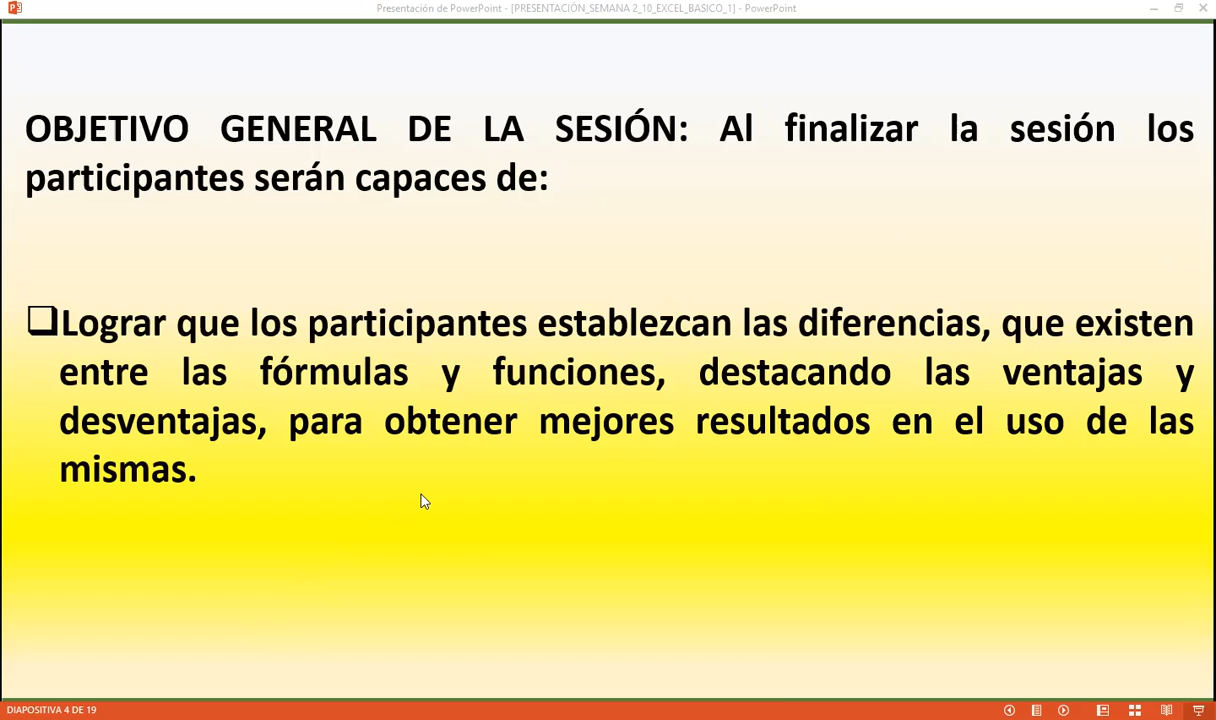 Presentación de PowerPoint - [PRESENTACIÓN_SEMANA 2_10_EXCEL_BASICO_1] - PowerPoint
OBJETIVO GENERAL DE LA SESIÓN: Al finalizar la sesión los
participantes serán capaces de:
Lograr que los participantes establezcan las diferencias, que existen
entre las fórmulas y funciones, destacando las ventajas y
desventajas, para obtener mejores resultados en el uso de las
mismas.
DIAPOSITIVA 4 DE 19